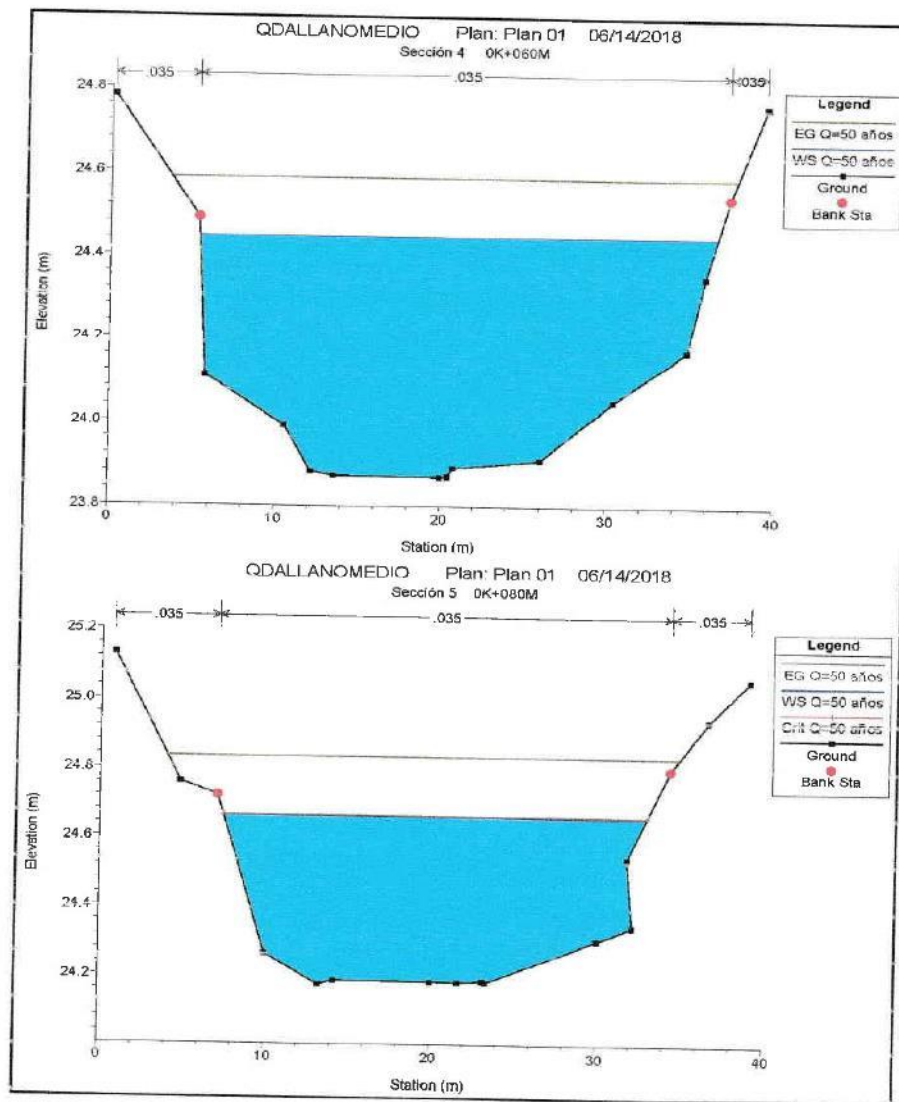 QDALLANOMEDIO Plan: Plan 01 06/14/2018
Sección 4 0K+060M
.035 .035 .035
Legend
EG Q=50 años
WS Q=50 años
Ground
Bank Sta
Elevation (m)
24.8
24.6
24.4
24.2
24.0
23.8
0 10 20 30 40
Station (m)
QDALLANOMEDIO Plan: Plan 01 06/14/2018
Sección 5 0K+080M
.035 .035 .035
Legend
EG Q=50 años
WS Q=50 años
Crit Q=50 años
Ground
Bank Sta
Elevation (m)
25.2
25.0
24.8
24.6
24.4
24.2
0 10 20 30 40
Station (m)